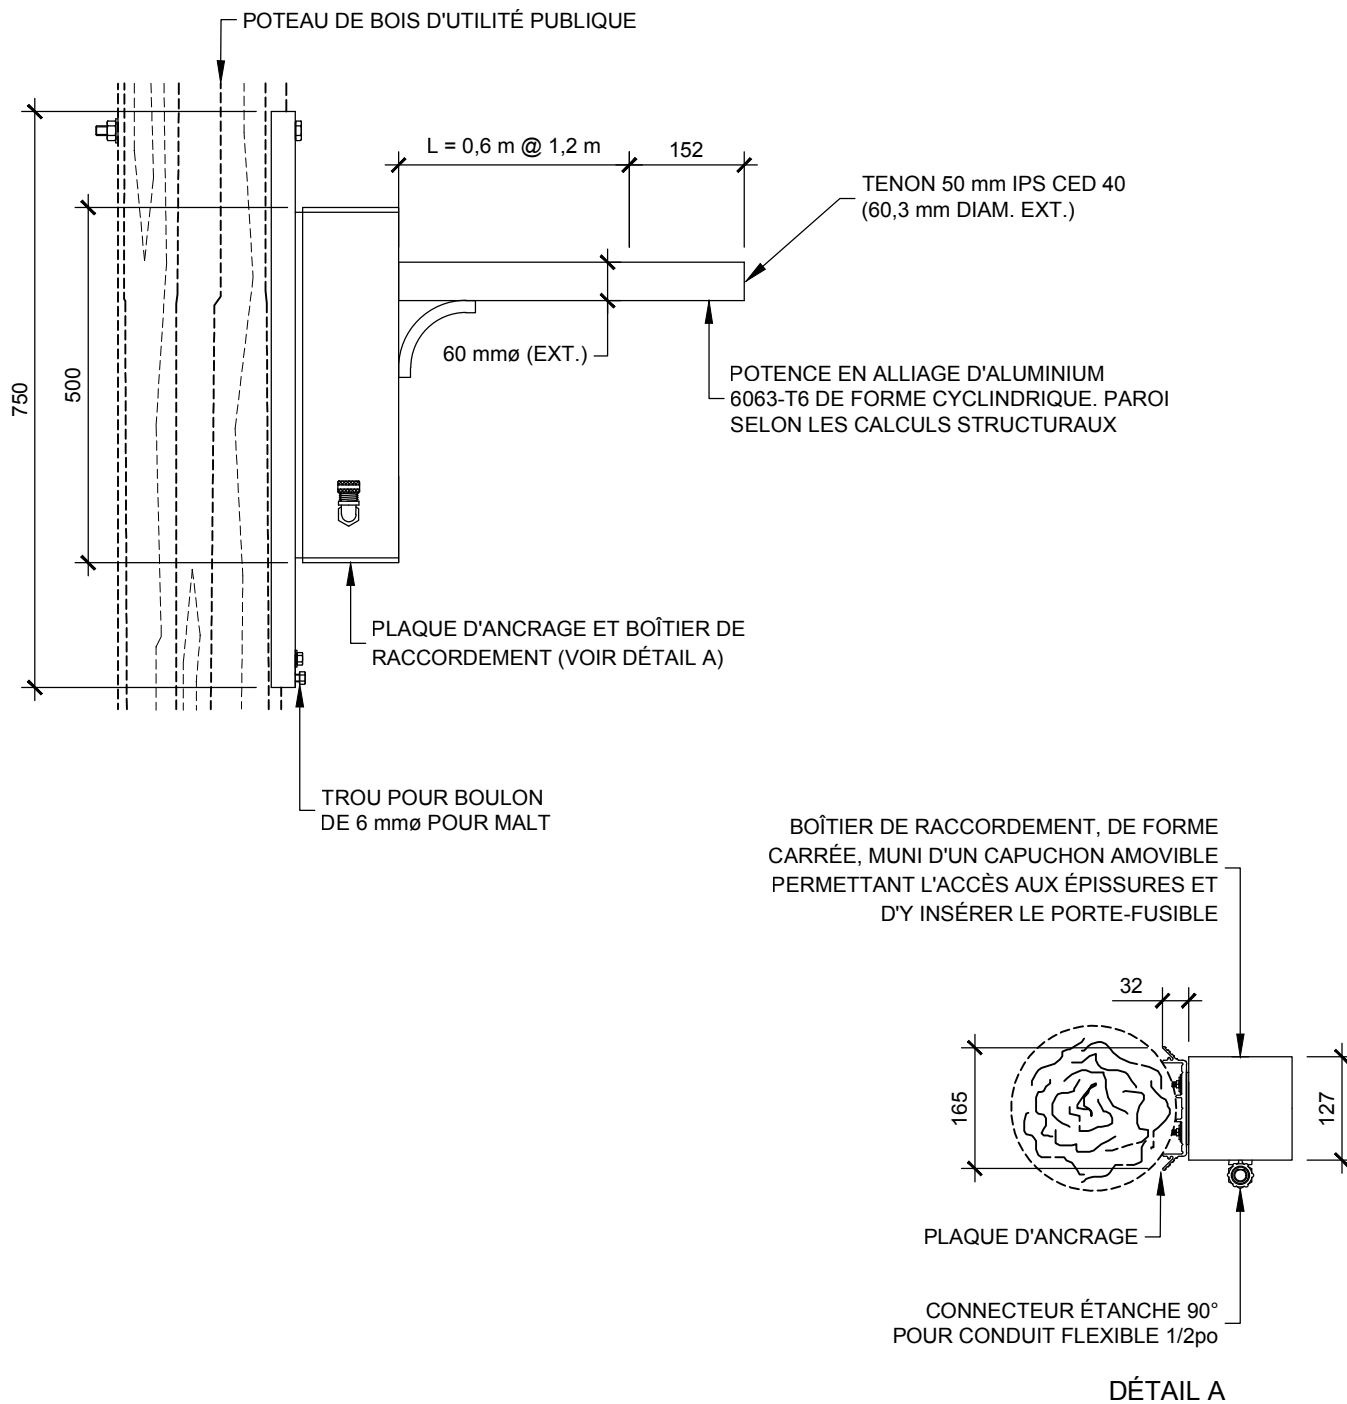 POTEAU DE BOIS D'UTILITÉ PUBLIQUE
L = 0,6 m @ 1,2 m
152
TENON 50 mm IPS CED 40
(60,3 mm DIAM. EXT.)
750
500
60 mmø (EXT.)
POTENCE EN ALLIAGE D'ALUMINIUM
6063-T6 DE FORME CYCLINDRIQUE. PAROI
SELON LES CALCULS STRUCTURAUX
PLAQUE D'ANCRAGE ET BOÎTIER DE
RACCORDEMENT (VOIR DÉTAIL A)
TROU POUR BOULON
DE 6 mmø POUR MALT
BOÎTIER DE RACCORDEMENT, DE FORME
CARRÉE, MUNI D'UN CAPUCHON AMOVIBLE
PERMETTANT L'ACCÈS AUX ÉPISSURES ET
D'Y INSÉRER LE PORTE-FUSIBLE
32
165
127
PLAQUE D'ANCRAGE
CONNECTEUR ÉTANCHE 90°
POUR CONDUIT FLEXIBLE 1/2po
DÉTAIL A